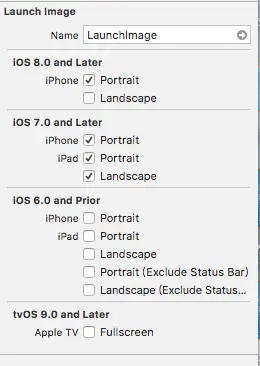 Launch Image
Name LaunchImage
iOS 8.0 and Later
iPhone Portrait
Landscape
iOS 7.0 and Later
iPhone Portrait
iPad Portrait
Landscape
iOS 6.0 and Prior
iPhone Portrait
iPad Portrait
Landscape
Portrait (Exclude Status Bar)
Landscape (Exclude Status...
tvOS 9.0 and Later
Apple TV Fullscreen